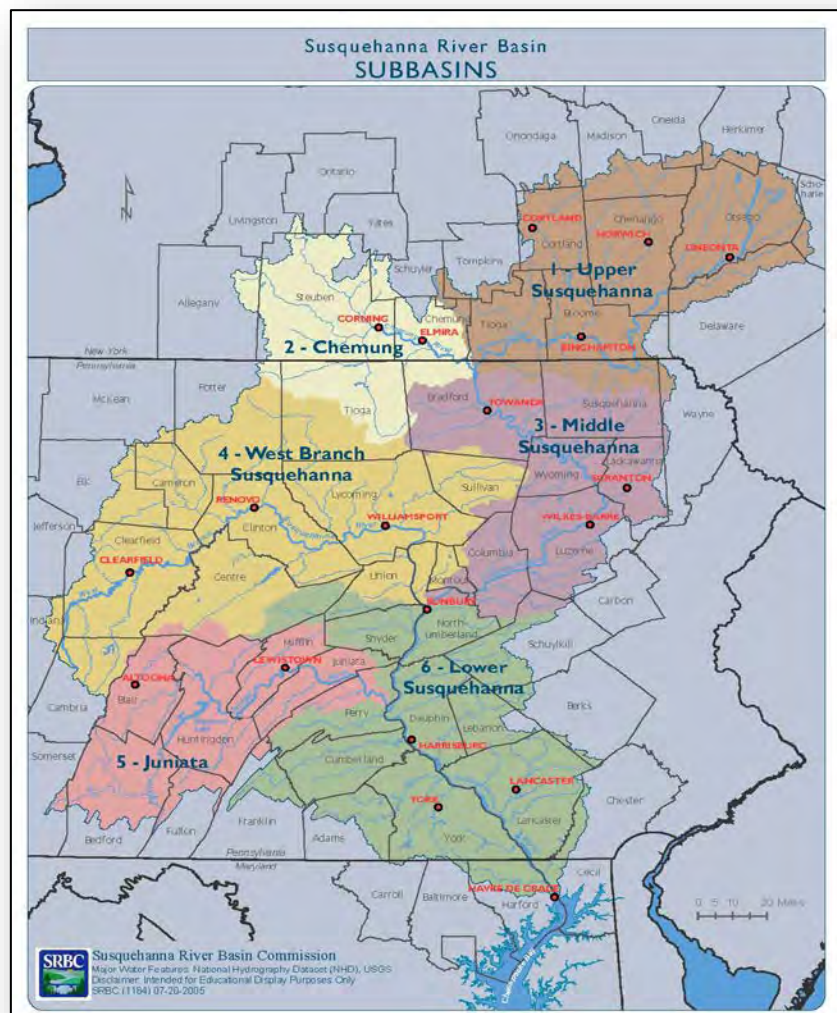 Susquehanna River Basin
SUBBASINS
Oneida
Herkimer
Madison
Onondaga
Ontario
Livingston
Yates
CORTLAND
Cortland
Chenango
NORWICH
Otsego
ONEONTA
Schuyler
Tompkins
1 - Upper
Susquehanna
Allegany
Steuben
CORNING
Chemung
ELMIRA
Tioga
Broome
BINGHAMTON
Delaware
2 - Chemung
New York
Pennsylvania
McKean
Potter
Tioga
Bradford
TOWANDA
Susquehanna
Wayne
3 - Middle
Susquehanna
4 - West Branch
Susquehanna
Wyoming
Lackawanna
SCRANTON
Elk
Cameron
RENOVO
Lycoming
Sullivan
WILLIAMSPORT
WILKES-BARRE
Jefferson
Clearfield
Clinton
CLEARFIELD
Centre
Union
Montour
Columbia
Luzerne
Carbon
Indiana
SUNBURY
North-
umberland
Snyder
Schuylkill
Mifflin
LEWISTOWN
Juniata
ALTOONA
Blair
6 - Lower
Susquehanna
Cambria
Huntingdon
Perry
Dauphin
Lebanon
Berks
Somerset
5 - Juniata
HARRISBURG
Cumberland
LANCASTER
YORK
Lancaster
Chester
Bedford
Fulton
Franklin
Adams
York
Pennsylvania
Maryland
Carroll
Baltimore
Harford
HAVRE DE GRACE
Cecil
0 5 10 20 Miles
SRBC
Susquehanna River Basin Commission
Major Water Features: National Hydrography Dataset (NHD), USGS
Disclaimer: Intended for Educational Display Purposes Only
SRBC (1184) 07-20-2005